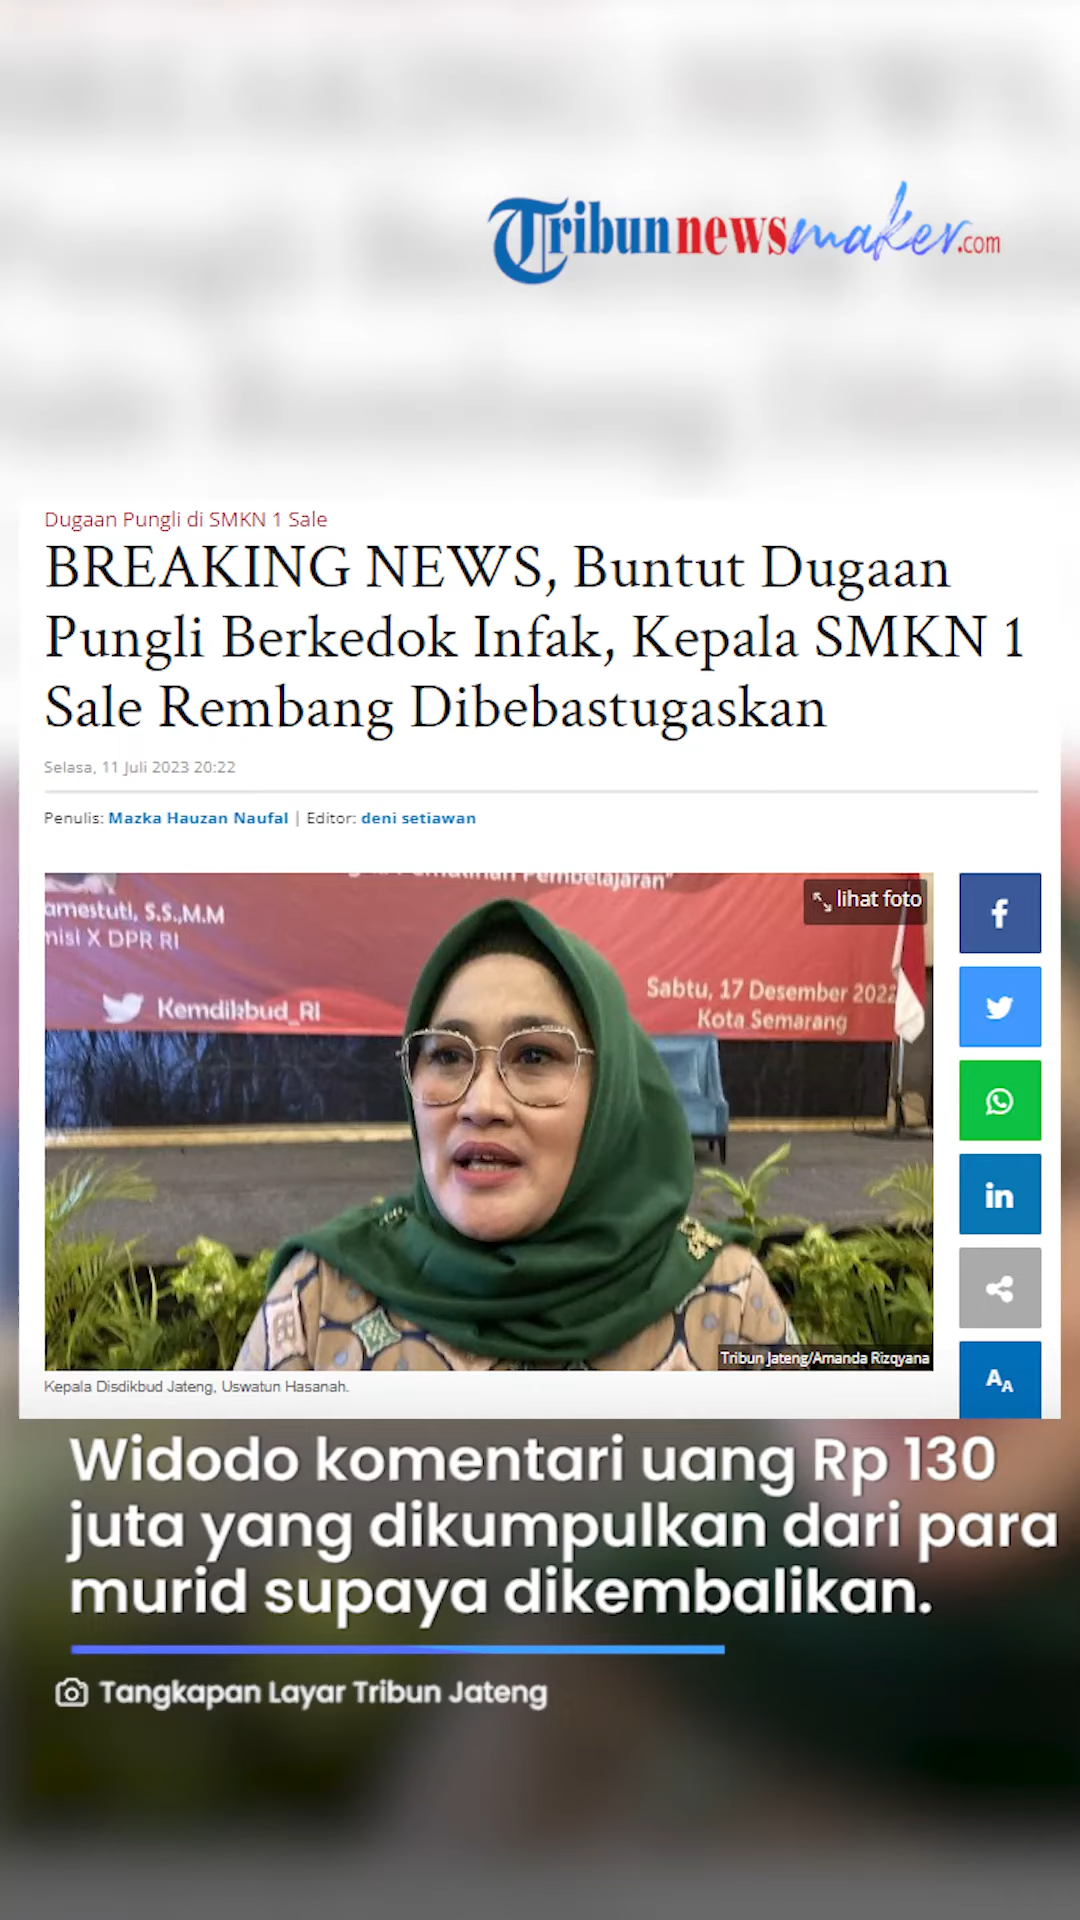 Tribunnewsmaker.com
Dugaan Pungli di SMKN 1 Sale
BREAKING NEWS, Buntut Dugaan
Pungli Berkedok Infak, Kepala SMKN 1
Sale Rembang Dibebastugaskan
Selasa, 11 Juli 2023 20:22
Penulis: Mazka Hauzan Naufal | Editor: deni setiawan
Pembelajaran"
lihat foto
amestuti, S.S.,M.M
misi X DPR RI
Kemdikbud_RI
Sabtu, 17 Desember 2022
Kota Semarang
Tribun Jateng/Amanda Rizqyana
Kepala Disdikbud Jateng, Uswatun Hasanah.
f
in
AA
Widodo komentari uang Rp 130
juta yang dikumpulkan dari para
murid supaya dikembalikan.
Tangkapan Layar Tribun Jateng